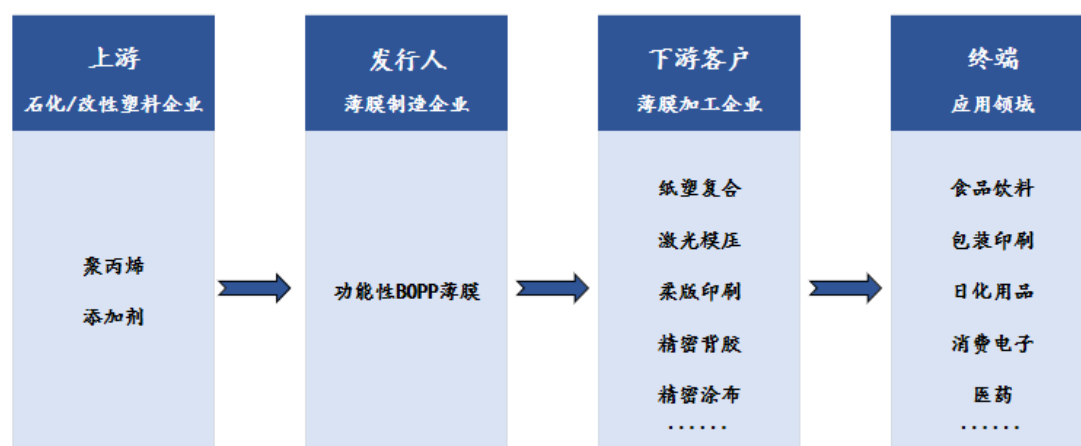 上游
石化/改性塑料企业
聚丙烯
添加剂
发行人
薄膜制造企业
功能性BOPP薄膜
下游客户
薄膜加工企业
纸塑复合
激光模压
柔版印刷
精密背胶
精密涂布
······
终端
应用领域
食品饮料
包装印刷
日化用品
消费电子
医药
······